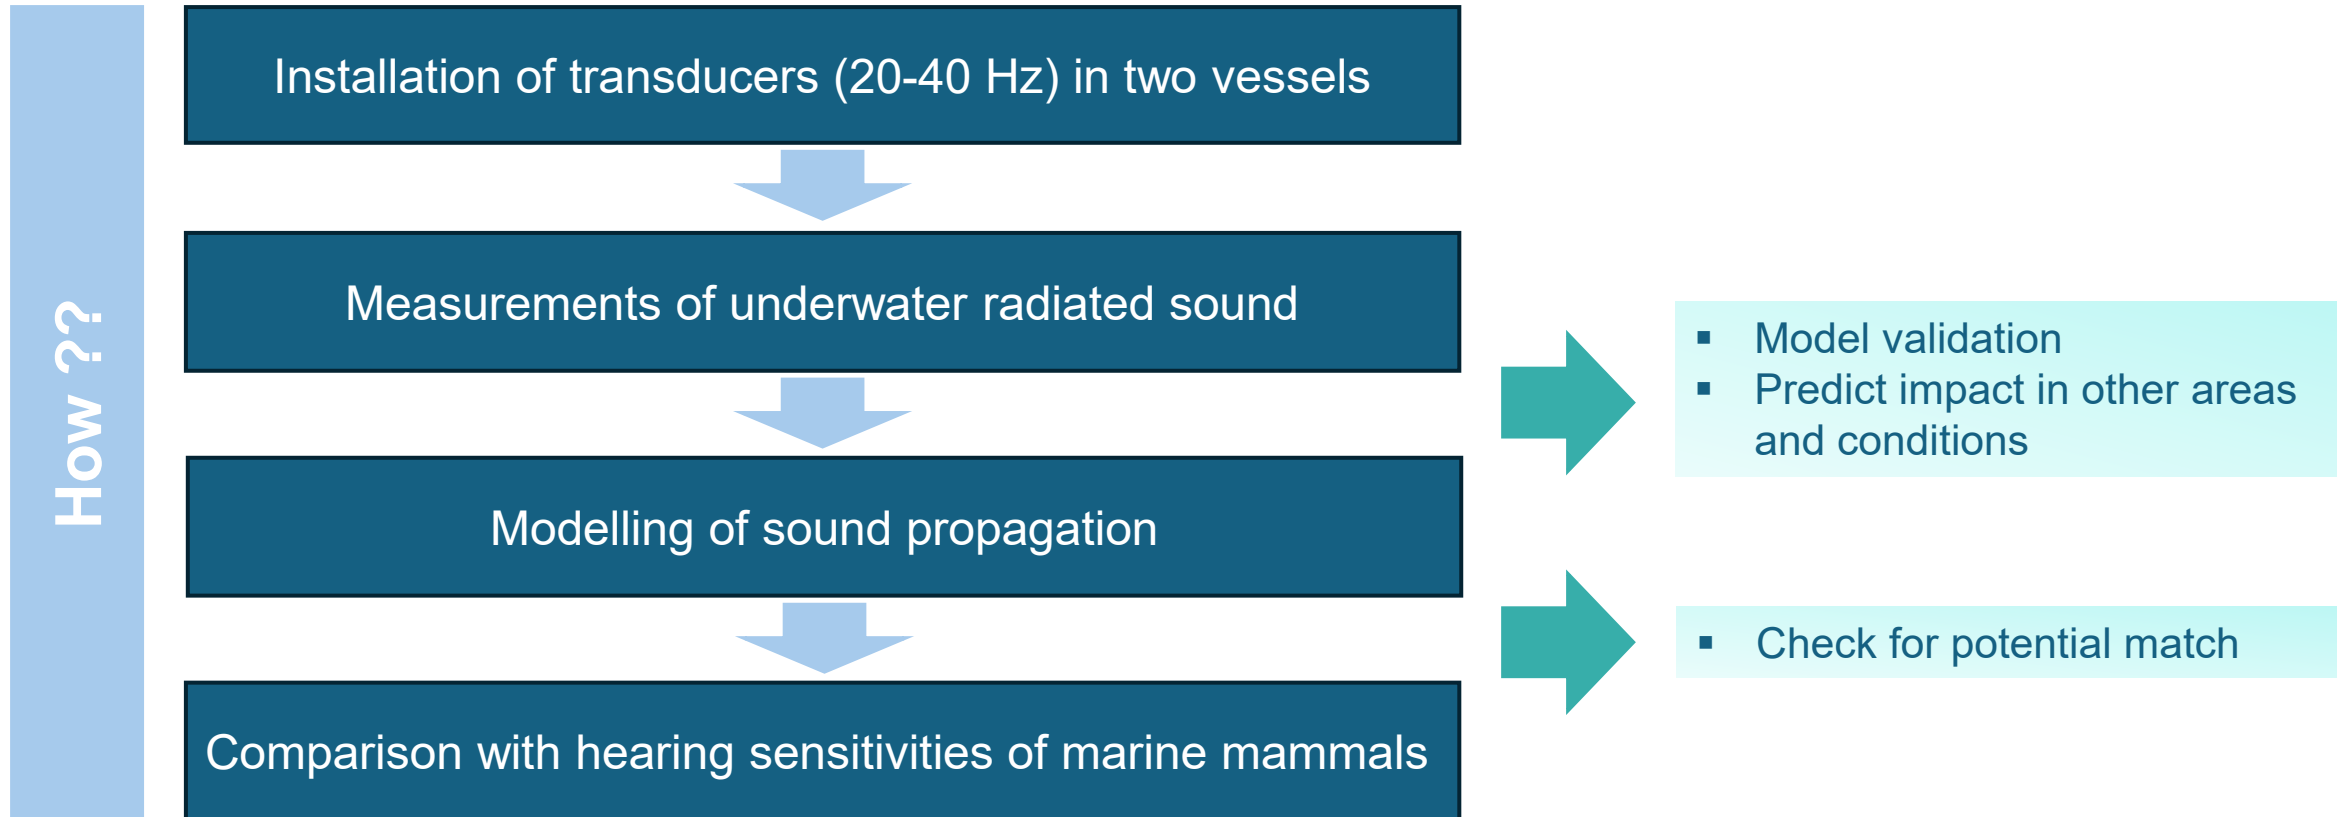 How ??
Installation of transducers (20-40 Hz) in two vessels
Measurements of underwater radiated sound
Modelling of sound propagation
Comparison with hearing sensitivities of marine mammals
▪ Model validation
▪ Predict impact in other areas
and conditions
▪ Check for potential match